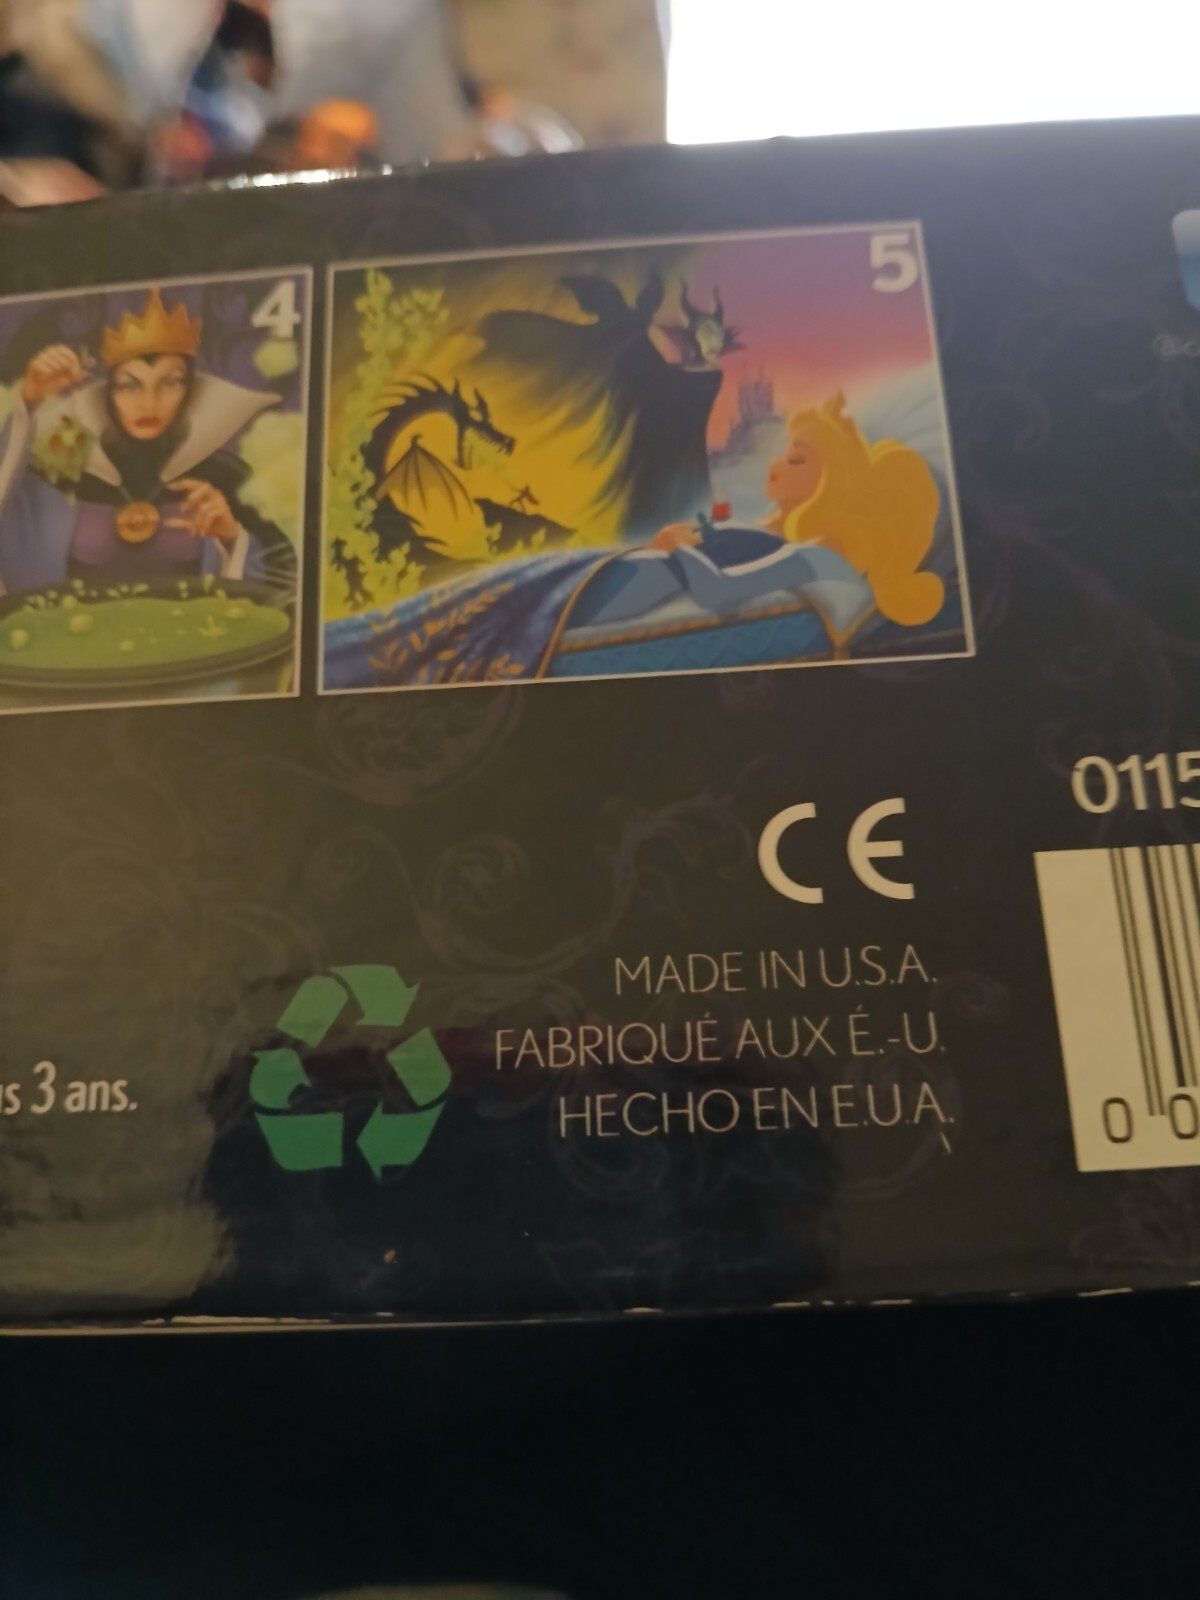 4
5
CE
0115
MADE IN U.S.A.
FABRIQUÉ AUX É.-U.
HECHO EN E.U.A.
3 ans.
0 0